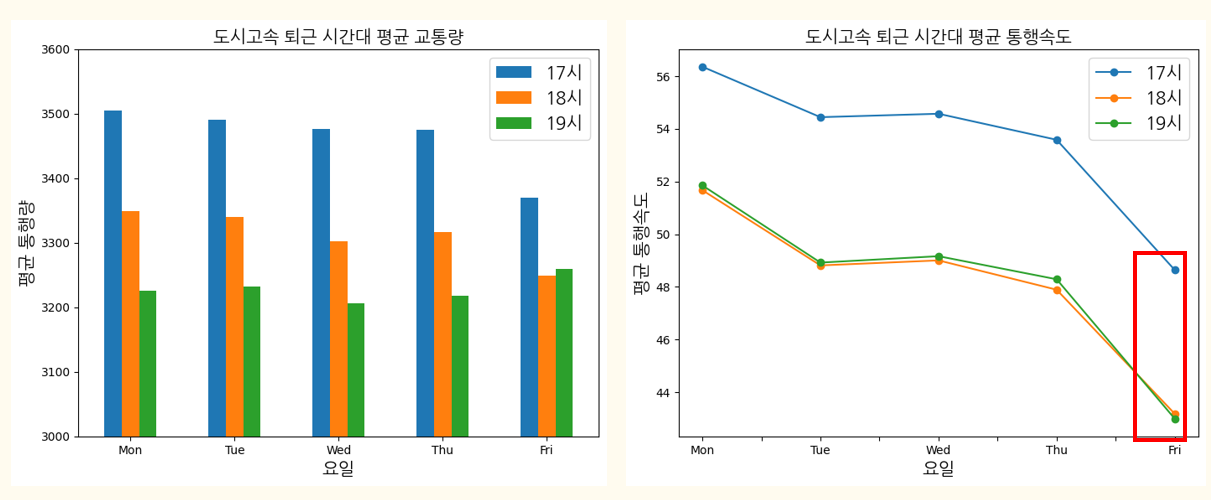 도시고속 퇴근 시간대 평균 교통량
3600
3500
3400
3300
3200
3100
3000
평균 통행량
17시
18시
19시
Mon Tue Wed Thu Fri
요일
도시고속 퇴근 시간대 평균 통행속도
56
54
52
50
48
46
44
평균 통행속도
17시
18시
19시
Mon Tue Wed Thu Fri
요일